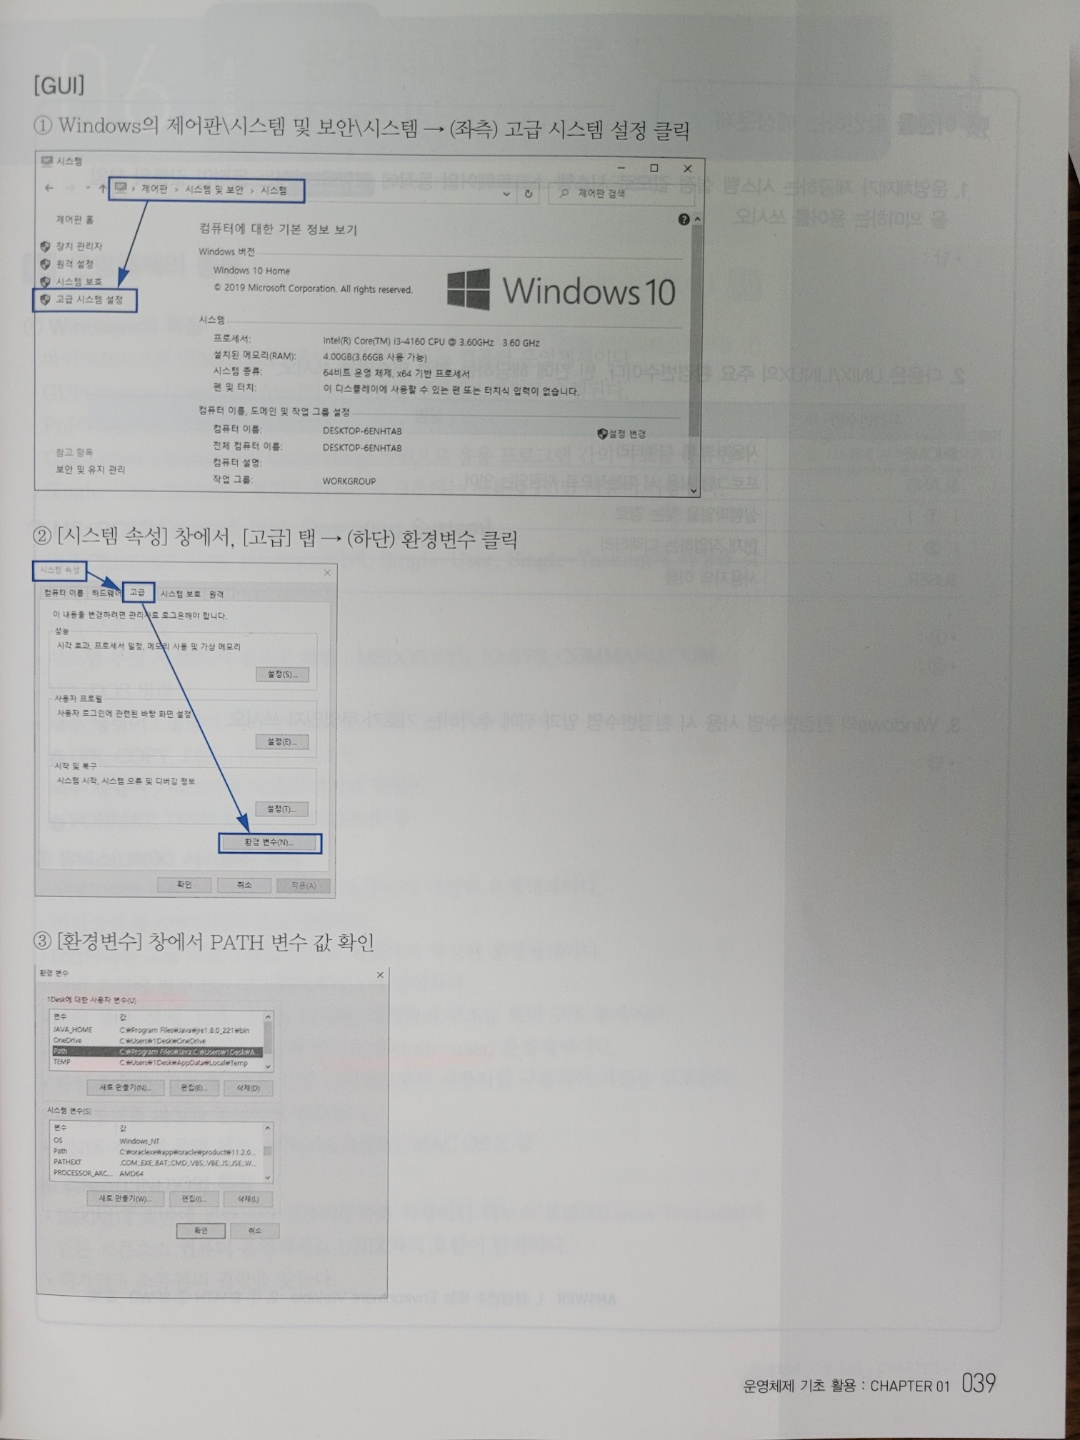 [GUI]
① Windows의 제어판\시스템 및 보안\시스템 → (좌측) 고급 시스템 설정 클릭
시스템
제어판 › 시스템 및 보안 › 시스템
제어판 검색
제어판 홈
장치 관리자
원격 설정
시스템 보호
고급 시스템 설정
컴퓨터에 대한 기본 정보 보기
Windows 버전
Windows 10 Home
© 2019 Microsoft Corporation. All rights reserved.
Windows 10
시스템
프로세서: Intel(R) Core(TM) i3-4160 CPU @ 3.60GHz 3.60 GHz
설치된 메모리(RAM): 4.00GB(3.66GB 사용 가능)
시스템 종류: 64비트 운영 체제, x64 기반 프로세서
펜 및 터치: 이 디스플레이에 사용할 수 있는 펜 또는 터치식 입력이 없습니다.
컴퓨터 이름, 도메인 및 작업 그룹 설정
컴퓨터 이름: DESKTOP-6ENHTAB
설정 변경
전체 컴퓨터 이름: DESKTOP-6ENHTAB
컴퓨터 설명:
작업 그룹: WORKGROUP
참고 항목
보안 및 유지 관리
② [시스템 속성] 창에서, [고급] 탭 → (하단) 환경변수 클릭
시스템 속성
컴퓨터 이름 하드웨어 고급 시스템 보호 원격
이 내용을 변경하려면 관리자로 로그온해야 합니다.
성능
시각 효과, 프로세서 일정, 메모리 사용 및 가상 메모리
설정(S)...
사용자 프로필
사용자 로그인에 관련된 바탕 화면 설정
설정(E)...
시작 및 복구
시스템 시작, 시스템 오류 및 디버깅 정보
설정(T)...
환경 변수(N)...
확인 취소 적용(A)
③ [환경변수] 창에서 PATH 변수 값 확인
환경 변수
1Desk에 대한 사용자 변수(U)
변수 값
JAVA_HOME C:₩Program Files₩Java₩jre1.8.0_221₩bin
OneDrive C:₩Users₩1Desk₩OneDrive
Path C:₩Program Files₩Java;C:₩Users₩1Desk₩A...
TEMP C:₩Users₩1Desk₩AppData₩Local₩Temp
새로 만들기(N)... 편집(E)... 삭제(D)
시스템 변수(S)
변수 값
OS Windows_NT
Path C:₩oraclexe₩app₩oracle₩product₩11.2.0...
PATHEXT .COM;.EXE;.BAT;.CMD;.VBS;.VBE;.JS;.JSE;.W...
PROCESSOR_ARC... AMD64
새로 만들기(W)... 편집(I)... 삭제(L)
확인 취소
운영체제 기초 활용 : CHAPTER 01 039